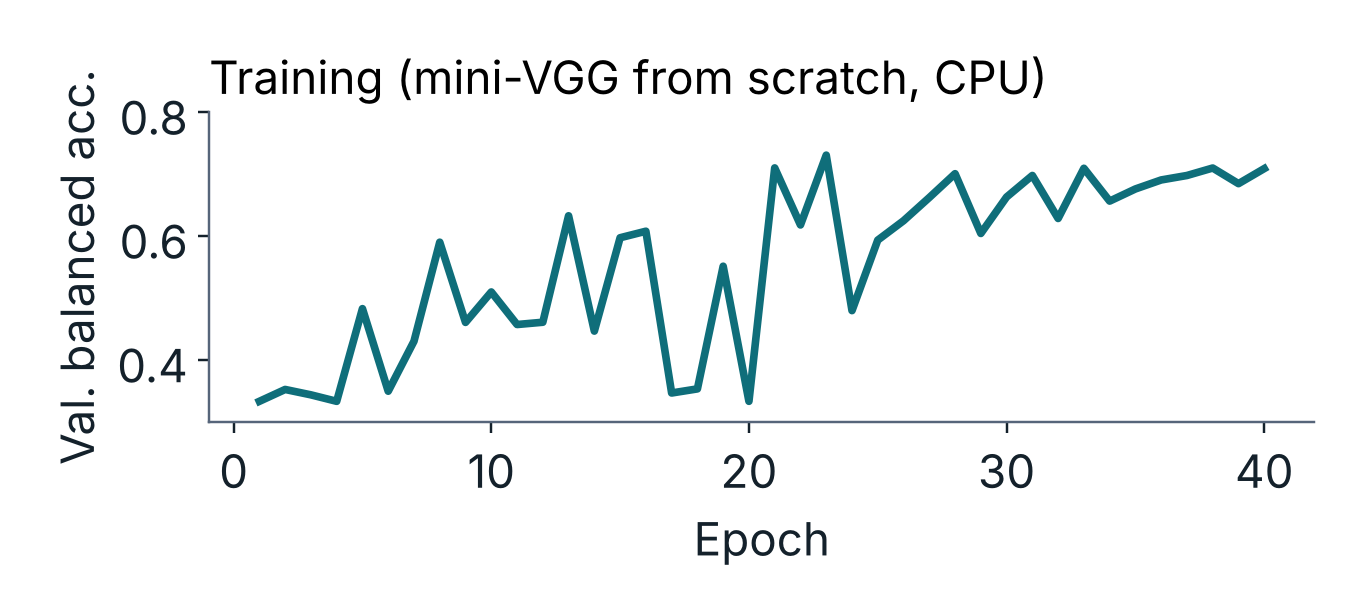 Training (mini-VGG from scratch, CPU)
Val. balanced acc.
0.8
0.6
0.4
0 10 20 30 40
Epoch